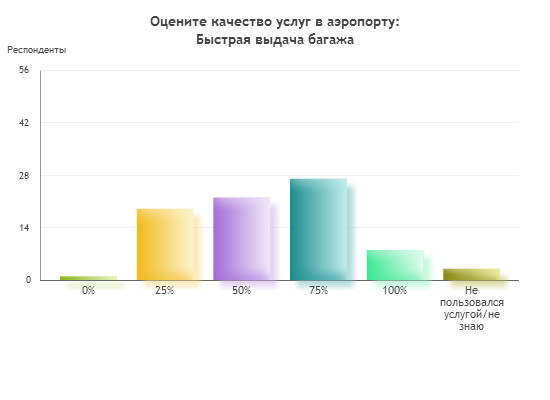 Оцените качество услуг в аэропорту:
Быстрая выдача багажа
Респонденты
56
42
28
14
0
0% 25% 50% 75% 100% Не
пользовался
услугой/не
знаю